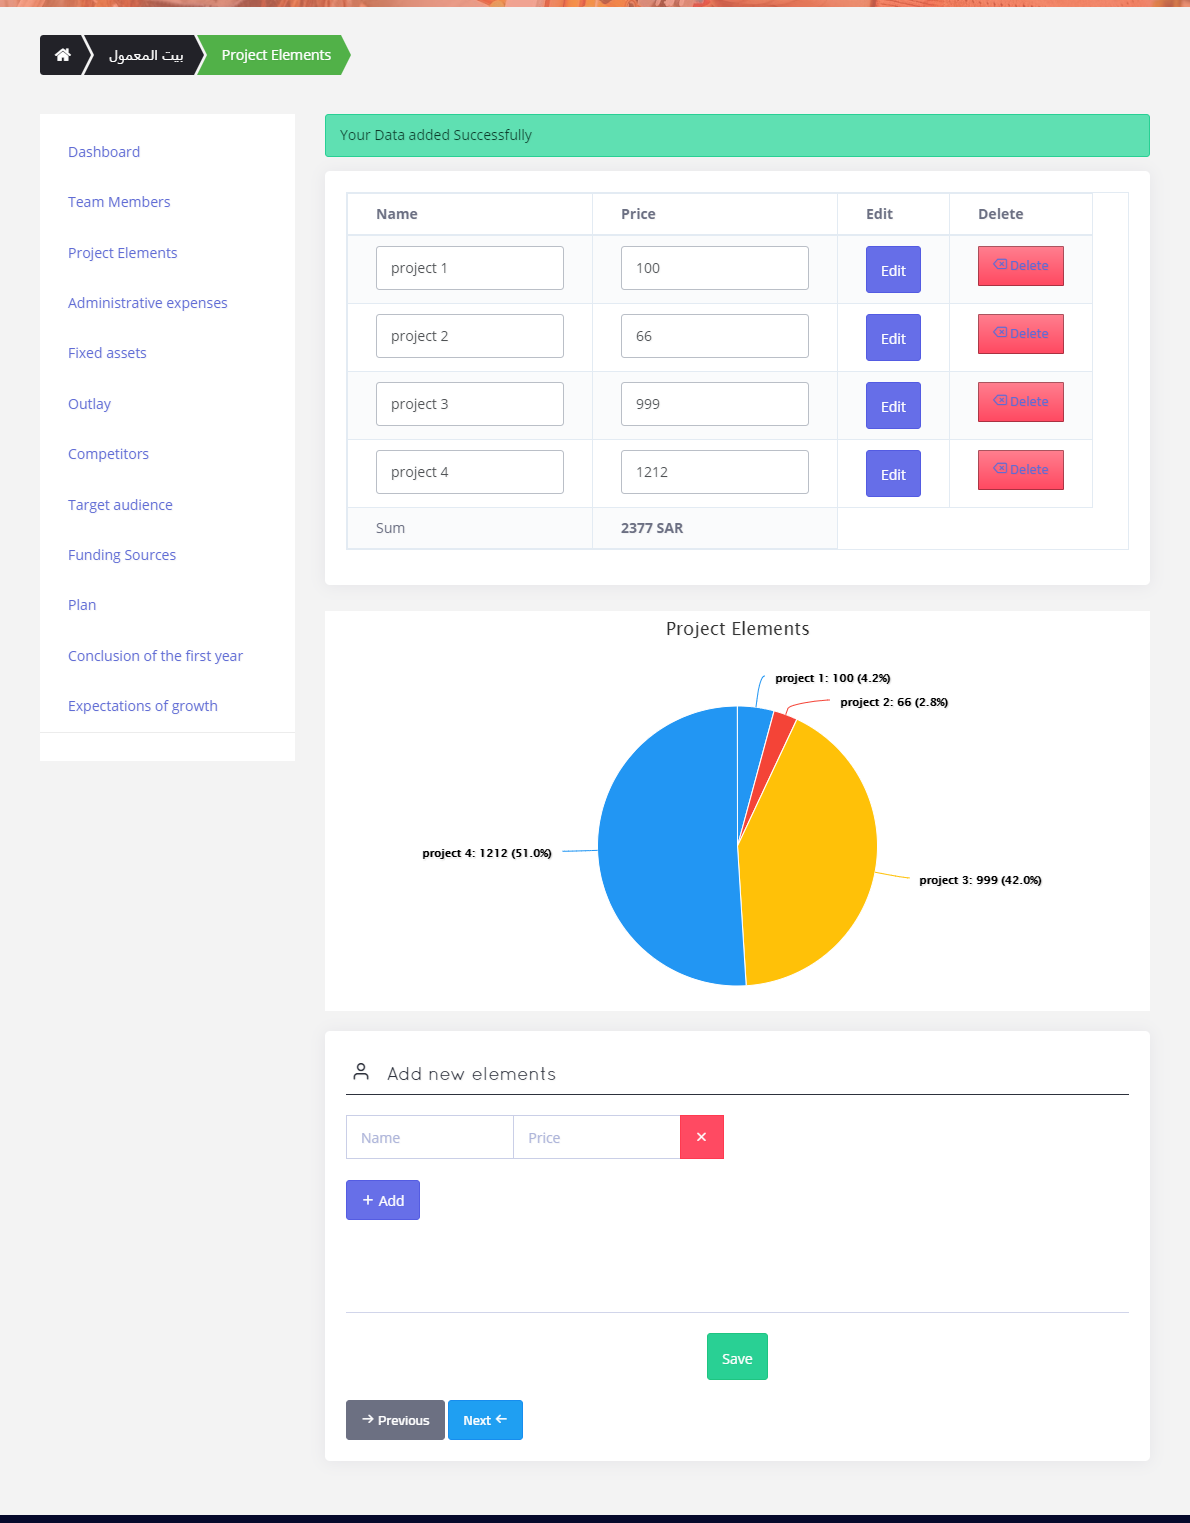 بيت المعمول
Project Elements
Dashboard
Team Members
Project Elements
Administrative expenses
Fixed assets
Outlay
Competitors
Target audience
Funding Sources
Plan
Conclusion of the first year
Expectations of growth
Your Data added Successfully
Name Price Edit Delete
project 1 100 Edit Delete
project 2 66 Edit Delete
project 3 999 Edit Delete
project 4 1212 Edit Delete
Sum 2377 SAR
Project Elements
project 1: 100 (4.2%)
project 2: 66 (2.8%)
project 4: 1212 (51.0%)
project 3: 999 (42.0%)
Add new elements
Name Price
+ Add
Save
→ Previous Next ←